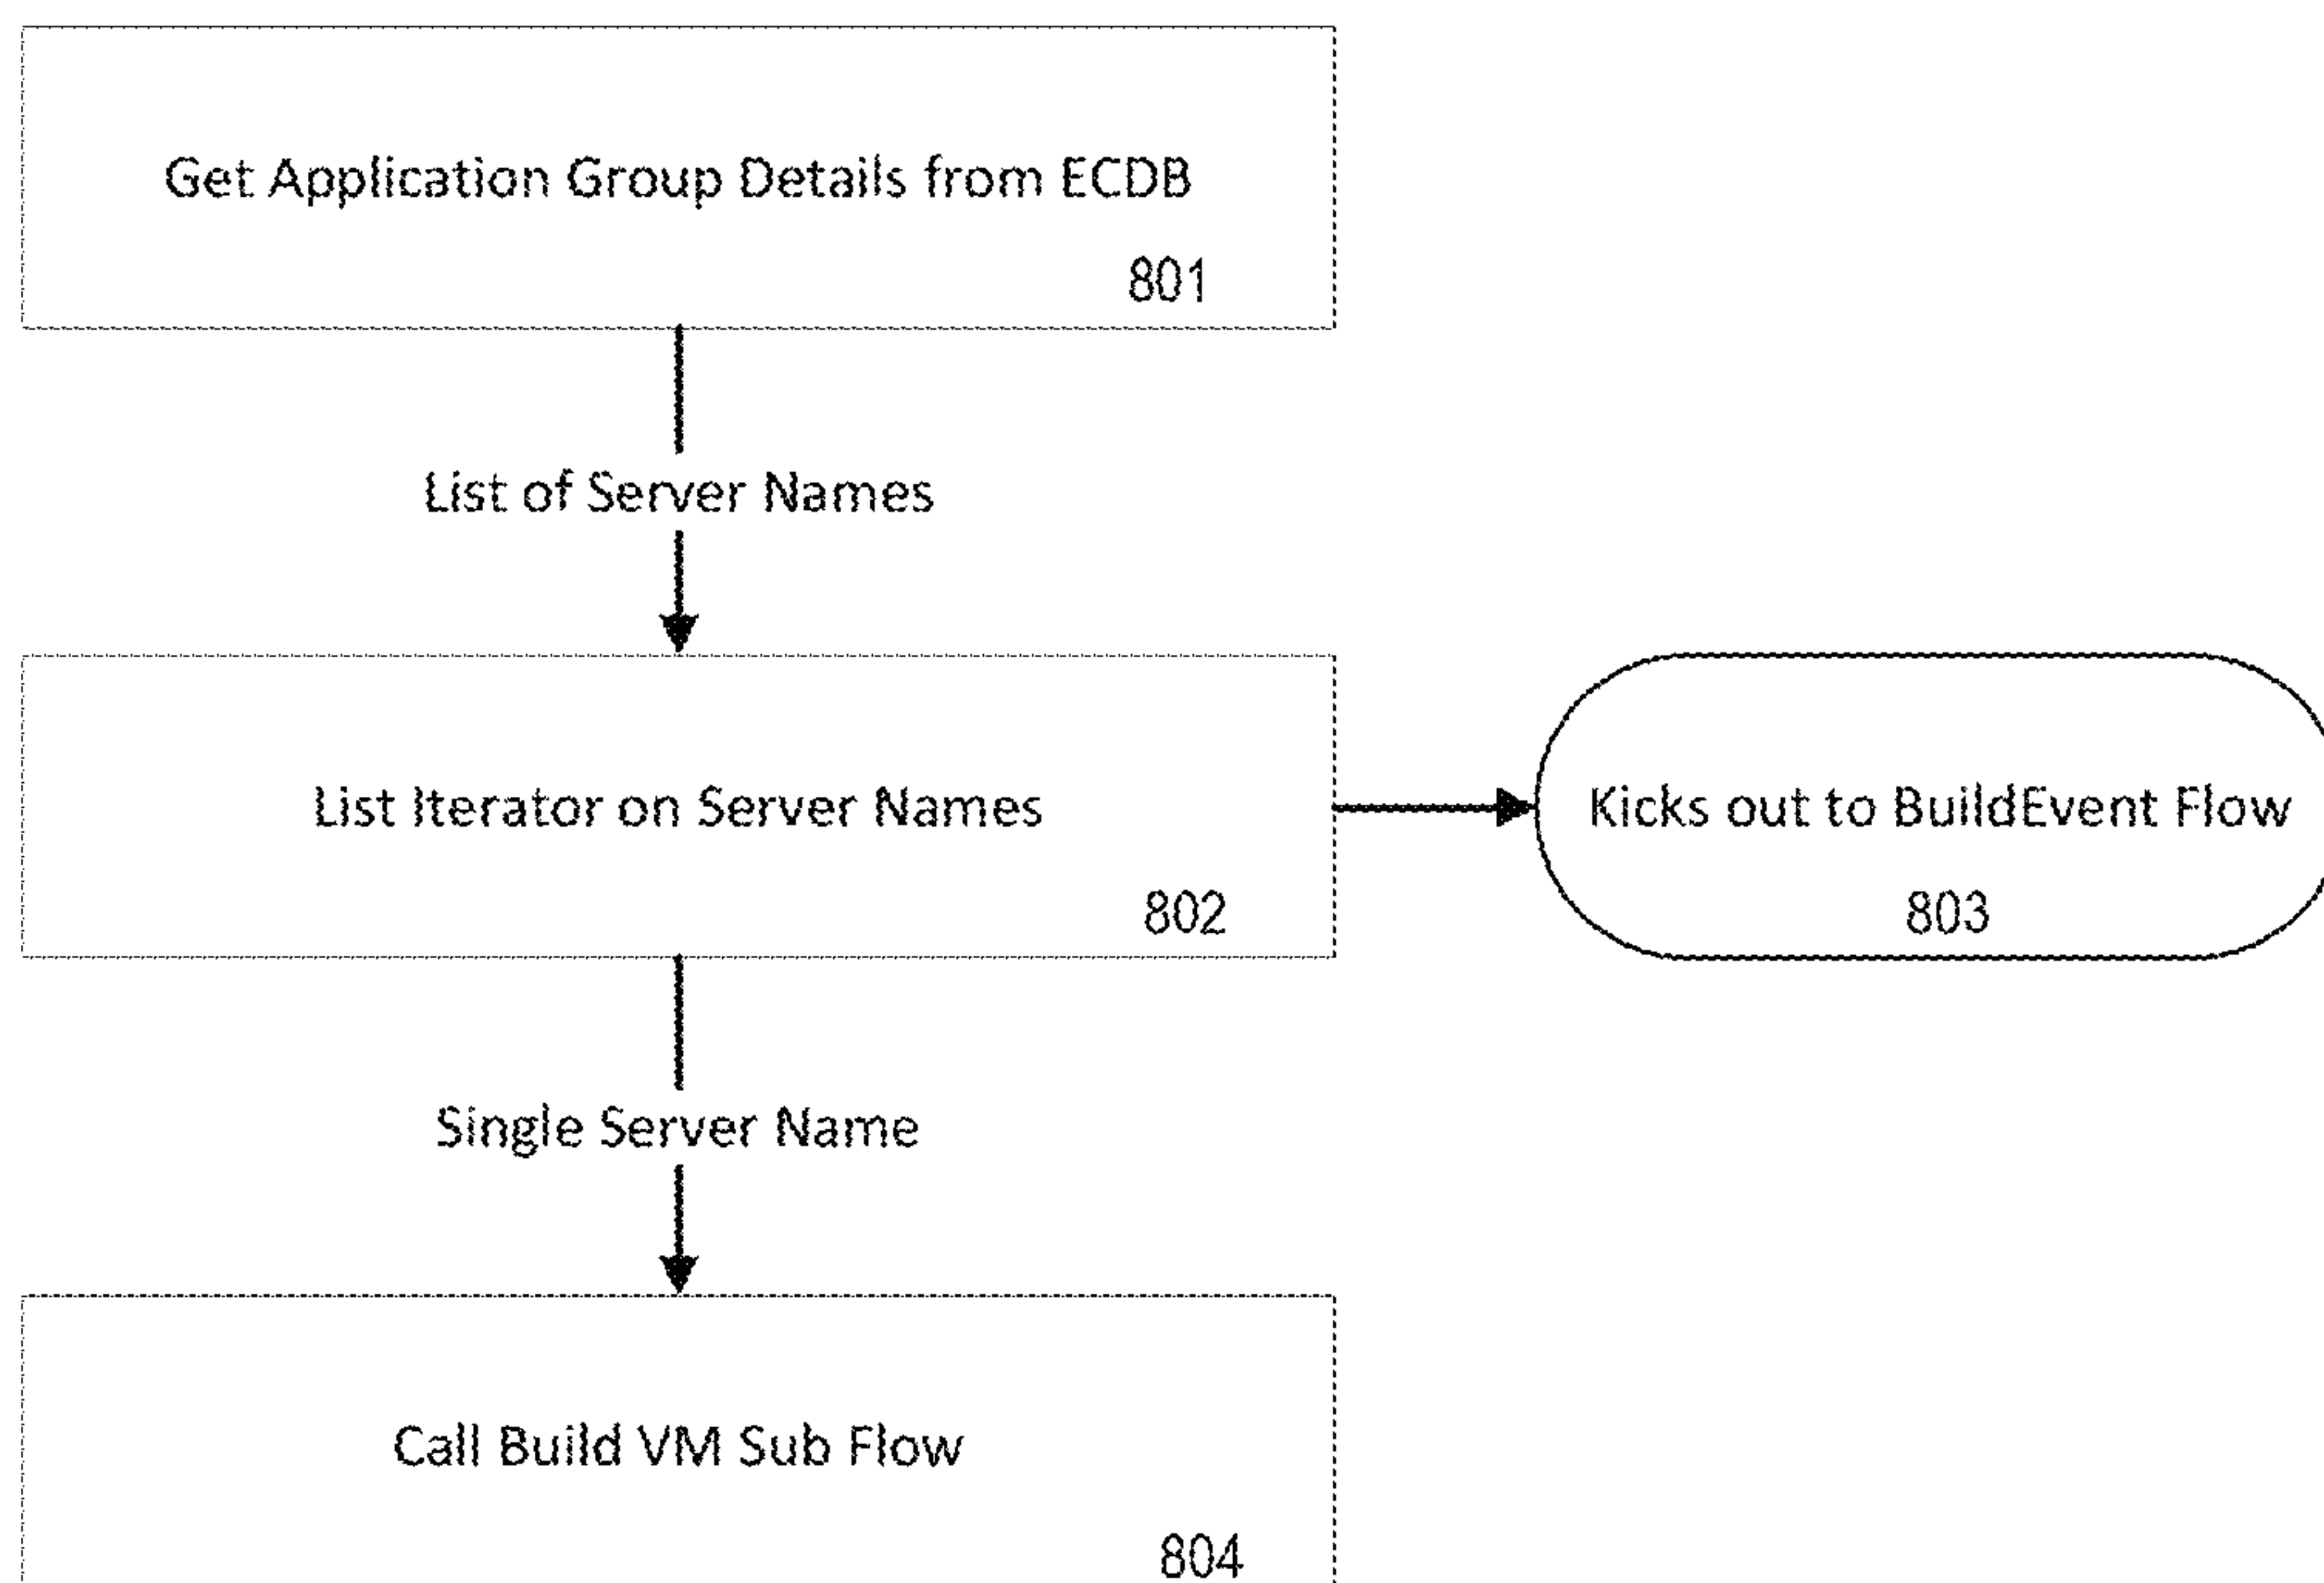 Get Application Group Details from ECDB
801
List of Server Names
List Iterator on Server Names
802
Kicks out to BuildEvent Flow
803
Single Server Name
Call Build VM Sub Flow
804